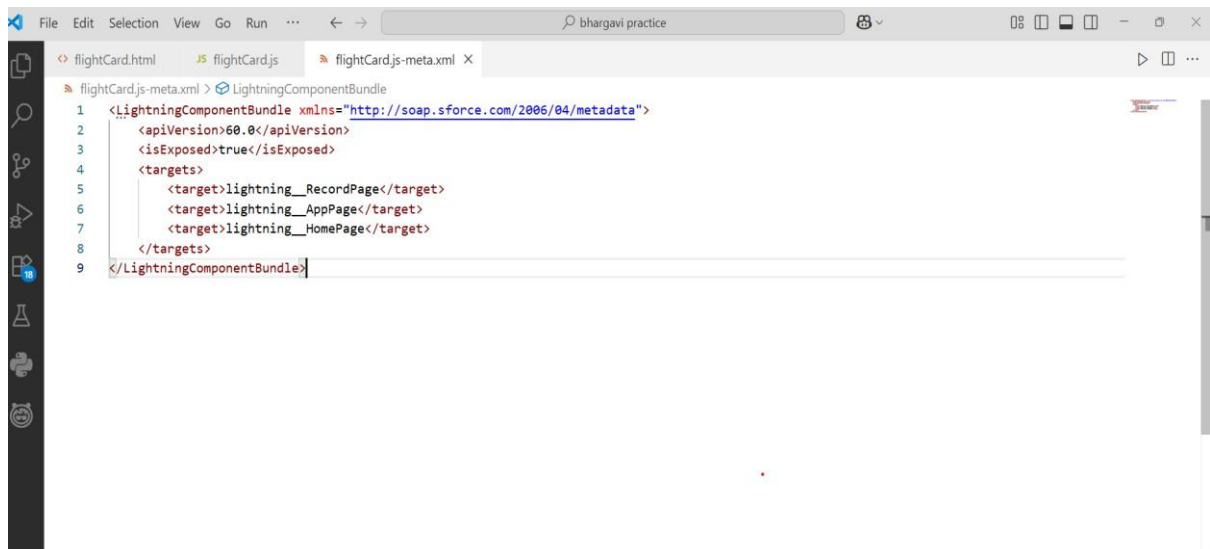 File Edit Selection View Go Run ··· ← → bhargavi practice
flightCard.html JS flightCard.js flightCard.js-meta.xml ×
flightCard.js-meta.xml > LightningComponentBundle
1 <LightningComponentBundle xmlns="http://soap.sforce.com/2006/04/metadata">
2 <apiVersion>60.0</apiVersion>
3 <isExposed>true</isExposed>
4 <targets>
5 <target>lightning__RecordPage</target>
6 <target>lightning__AppPage</target>
7 <target>lightning__HomePage</target>
8 </targets>
9 </LightningComponentBundle>
18